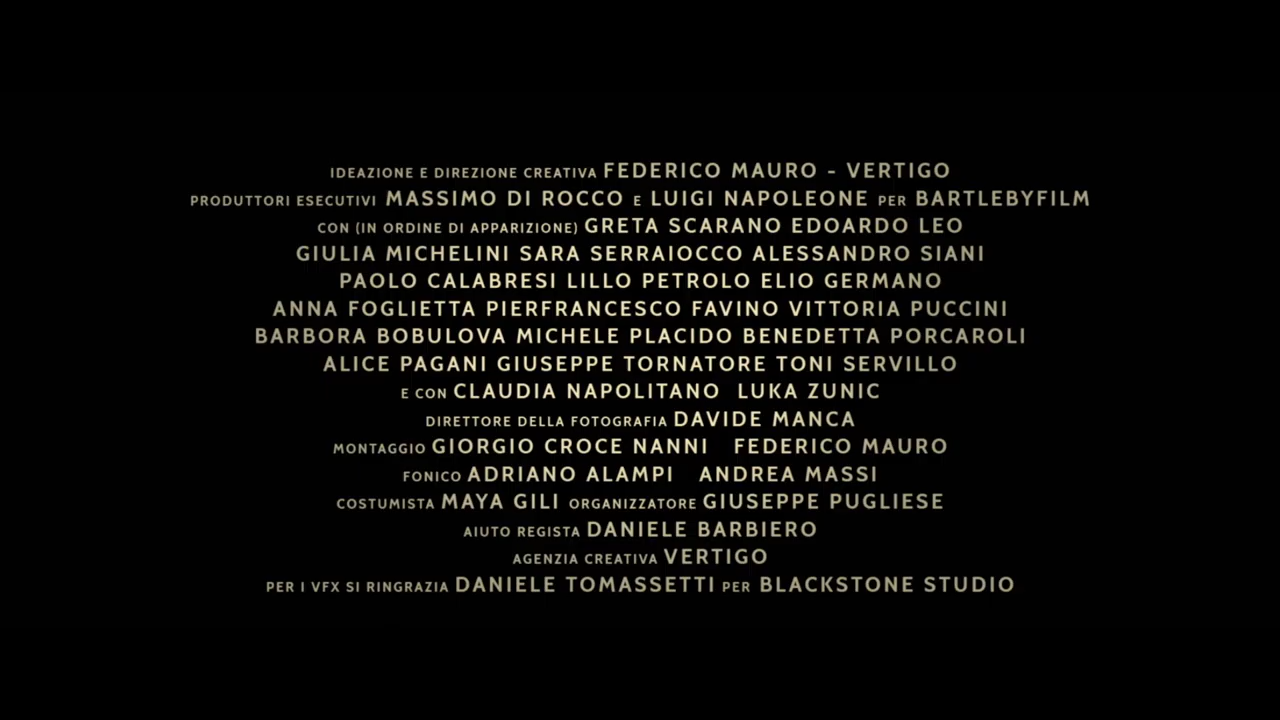 IDEAZIONE E DIREZIONE CREATIVA FEDERICO MAURO - VERTIGO
PRODUTTORI ESECUTIVI MASSIMO DI ROCCO E LUIGI NAPOLEONE PER BARTLEBYFILM
CON (IN ORDINE DI APPARIZIONE) GRETA SCARANO EDOARDO LEO
GIULIA MICHELINI SARA SERRAIOCCO ALESSANDRO SIANI
PAOLO CALABRESI LILLO PETROLO ELIO GERMANO
ANNA FOGLIETTA PIERFRANCESCO FAVINO VITTORIA PUCCINI
BARBORA BOBULOVA MICHELE PLACIDO BENEDETTA PORCAROLI
ALICE PAGANI GIUSEPPE TORNATORE TONI SERVILLO
E CON CLAUDIA NAPOLITANO LUKA ZUNIC
DIRETTORE DELLA FOTOGRAFIA DAVIDE MANCA
MONTAGGIO GIORGIO CROCE NANNI FEDERICO MAURO
FONICO ADRIANO ALAMPI ANDREA MASSI
COSTUMISTA MAYA GILI ORGANIZZATORE GIUSEPPE PUGLIESE
AIUTO REGISTA DANIELE BARBIERO
AGENZIA CREATIVA VERTIGO
PER I VFX SI RINGRAZIA DANIELE TOMASSETTI PER BLACKSTONE STUDIO